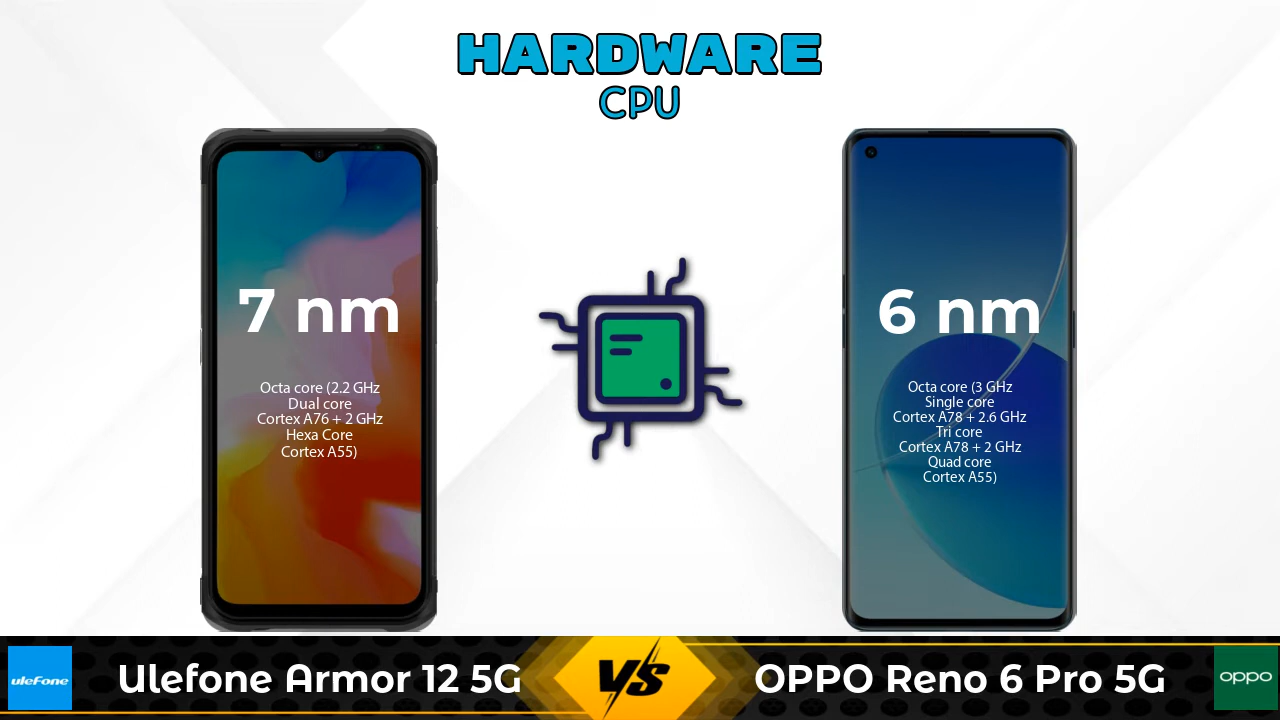 HARDWARE
CPU
7 nm
Octa core (2.2 GHz
Dual core
Cortex A76 + 2 GHz
Hexa Core
Cortex A55)
6 nm
Octa core (3 GHz
Single core
Cortex A78 + 2.6 GHz
Tri core
Cortex A78 + 2 GHz
Quad core
Cortex A55)
uleFone
Ulefone Armor 12 5G
VS
OPPO Reno 6 Pro 5G
oppo